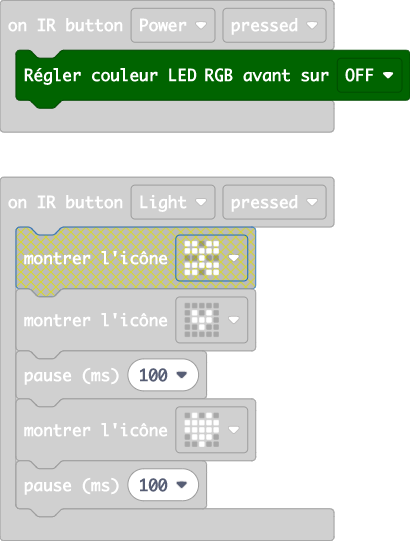 on IR button Power pressed
Régler couleur LED RGB avant sur OFF
on IR button Light pressed
montrer l'icône
montrer l'icône
pause (ms) 100
montrer l'icône
pause (ms) 100